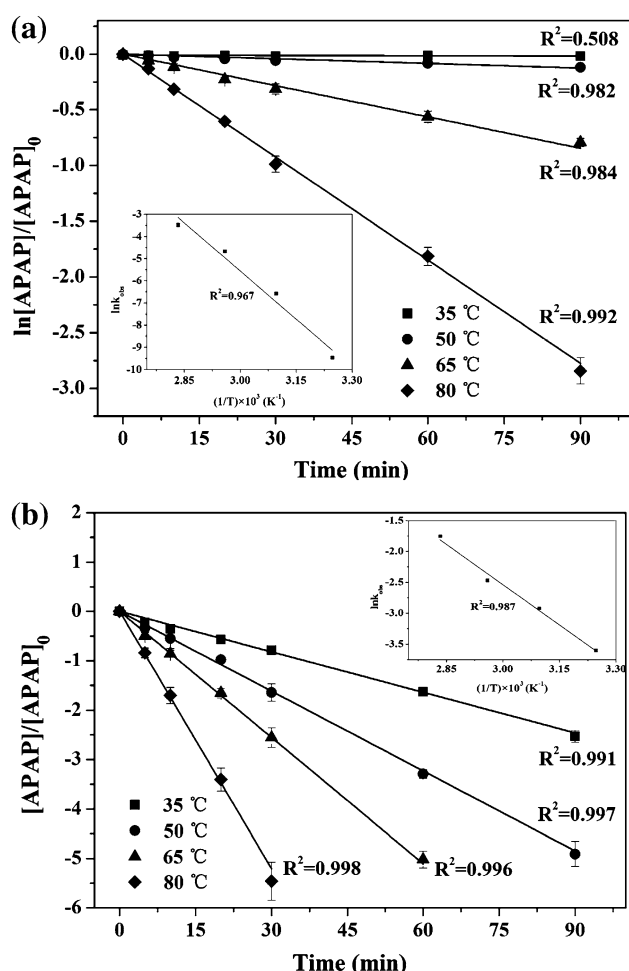 (a)
0.0
-0.5
-1.0
-1.5
-2.0
-2.5
-3.0
ln[APAP]/[APAP]0
R2=0.508
R2=0.982
R2=0.984
R2=0.992
-3
-4
-5
-6
-7
-8
-9
-10
lnkobs
R2=0.967
2.85 3.00 3.15 3.30
(1/T)×103 (K-1)
35 ℃
50 ℃
65 ℃
80 ℃
0 15 30 45 60 75 90
Time (min)
(b)
2
1
0
-1
-2
-3
-4
-5
-6
[APAP]/[APAP]0
-1.5
-2.0
-2.5
-3.0
-3.5
lnkobs
R2=0.987
2.85 3.00 3.15 3.30
(1/T)×103 (K-1)
R2=0.991
R2=0.997
R2=0.996
R2=0.998
35 ℃
50 ℃
65 ℃
80 ℃
0 15 30 45 60 75 90
Time (min)